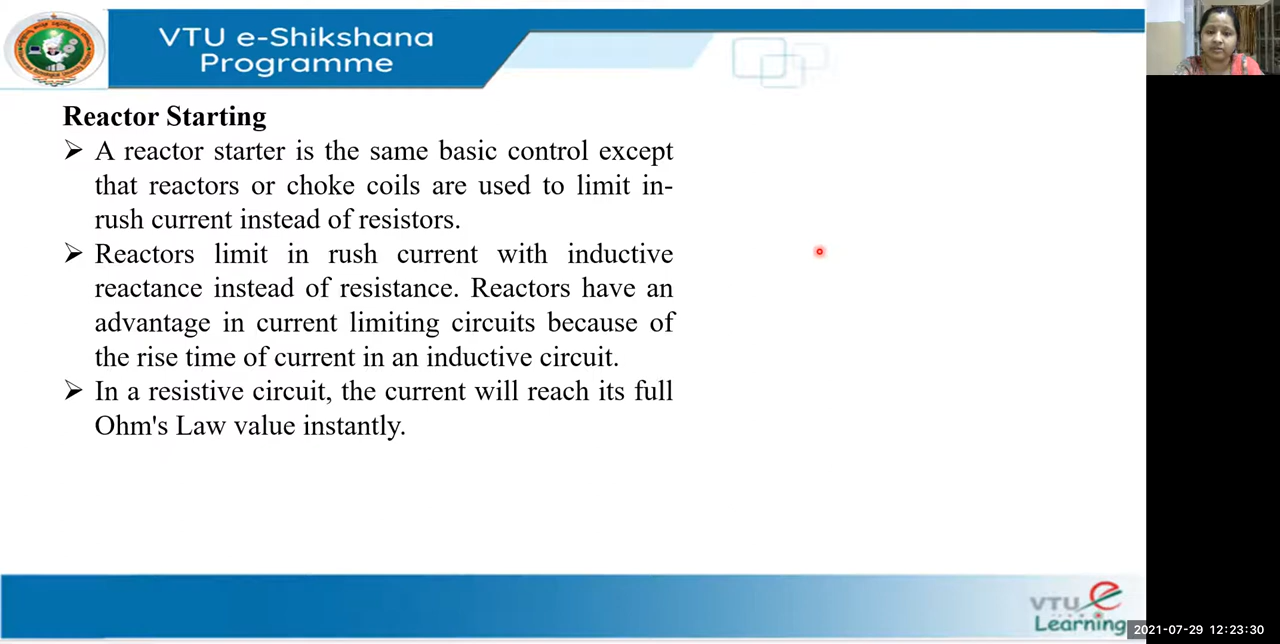 VTU e-Shikshana
Programme
Reactor Starting
➢ A reactor starter is the same basic control except
that reactors or choke coils are used to limit in-
rush current instead of resistors.
➢ Reactors limit in rush current with inductive
reactance instead of resistance. Reactors have an
advantage in current limiting circuits because of
the rise time of current in an inductive circuit.
➢ In a resistive circuit, the current will reach its full
Ohm's Law value instantly.
VTU e
Learning
2021-07-29 12:23:30